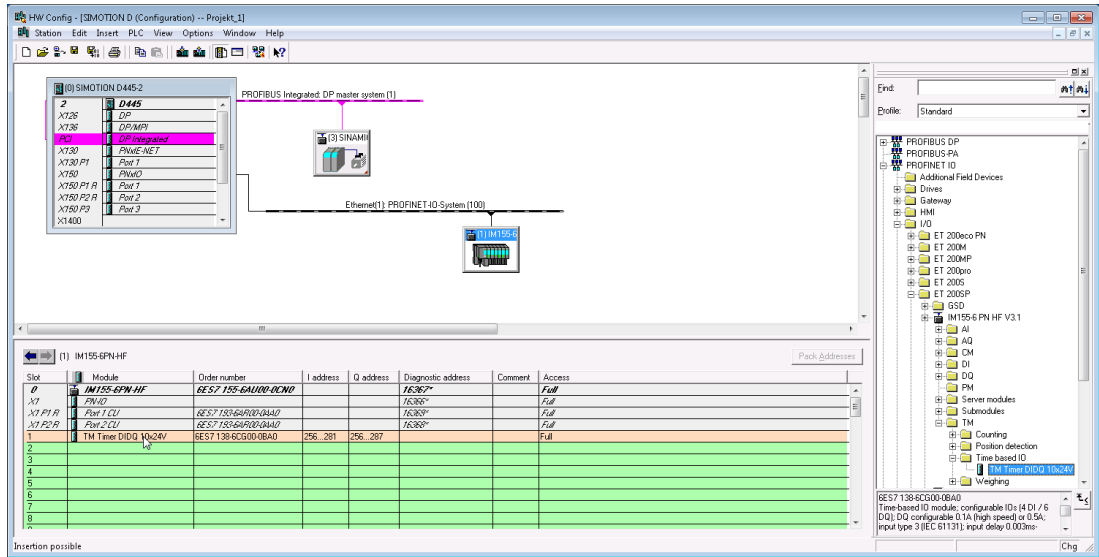 HW Config - [SIMOTION D (Configuration) -- Projekt_1]
Station Edit Insert PLC View Options Window Help
(0) SIMOTION D445-2
2 D445
X126 DP
X136 DP/MPI
PCI DP Integrated
X130 PNxIE-NET
X130 P1 Port 1
X150 PNxIO
X150 P1 R Port 1
X150 P2 R Port 2
X150 P3 Port 3
X1400
PROFIBUS Integrated: DP master system (1)
(3) SINAMI
Ethernet(1): PROFINET-IO-System (100)
(1) IM155-6
Find:
Profile: Standard
PROFIBUS DP
PROFIBUS-PA
PROFINET IO
Additional Field Devices
Drives
Gateway
HMI
I/O
ET 200eco PN
ET 200M
ET 200MP
ET 200pro
ET 200S
ET 200SP
GSD
IM155-6 PN HF V3.1
AI
AQ
CM
DI
DQ
PM
Server modules
Submodules
TM
Counting
Position detection
Time based IO
TM Timer DIDQ 10x24V
Weighing
6ES7 138-6CG00-0BA0
Time-based IO module; configurable IOs (4 DI / 6
DQ); DQ configurable 0.1A (high speed) or 0.5A;
input type 3 (IEC 61131); input delay 0.003ms-
(1) IM155-6PN-HF
Pack Addresses
Slot Module Order number I address Q address Diagnostic address Comment Access
0 IM155-6PN-HF 6ES7 155-6AU00-0CN0 16367* Full
X1 PN-IO 16366* Full
X1 P1 R Port 1 CU 6ES7 193-6AR00-0AA0 16369* Full
X1 P2 R Port 2 CU 6ES7 193-6AR00-0AA0 16368* Full
1 TM Timer DIDQ 10x24V 6ES7 138-6CG00-0BA0 256...281 256...287 Full
2
3
4
5
6
7
8
Insertion possible
Chg